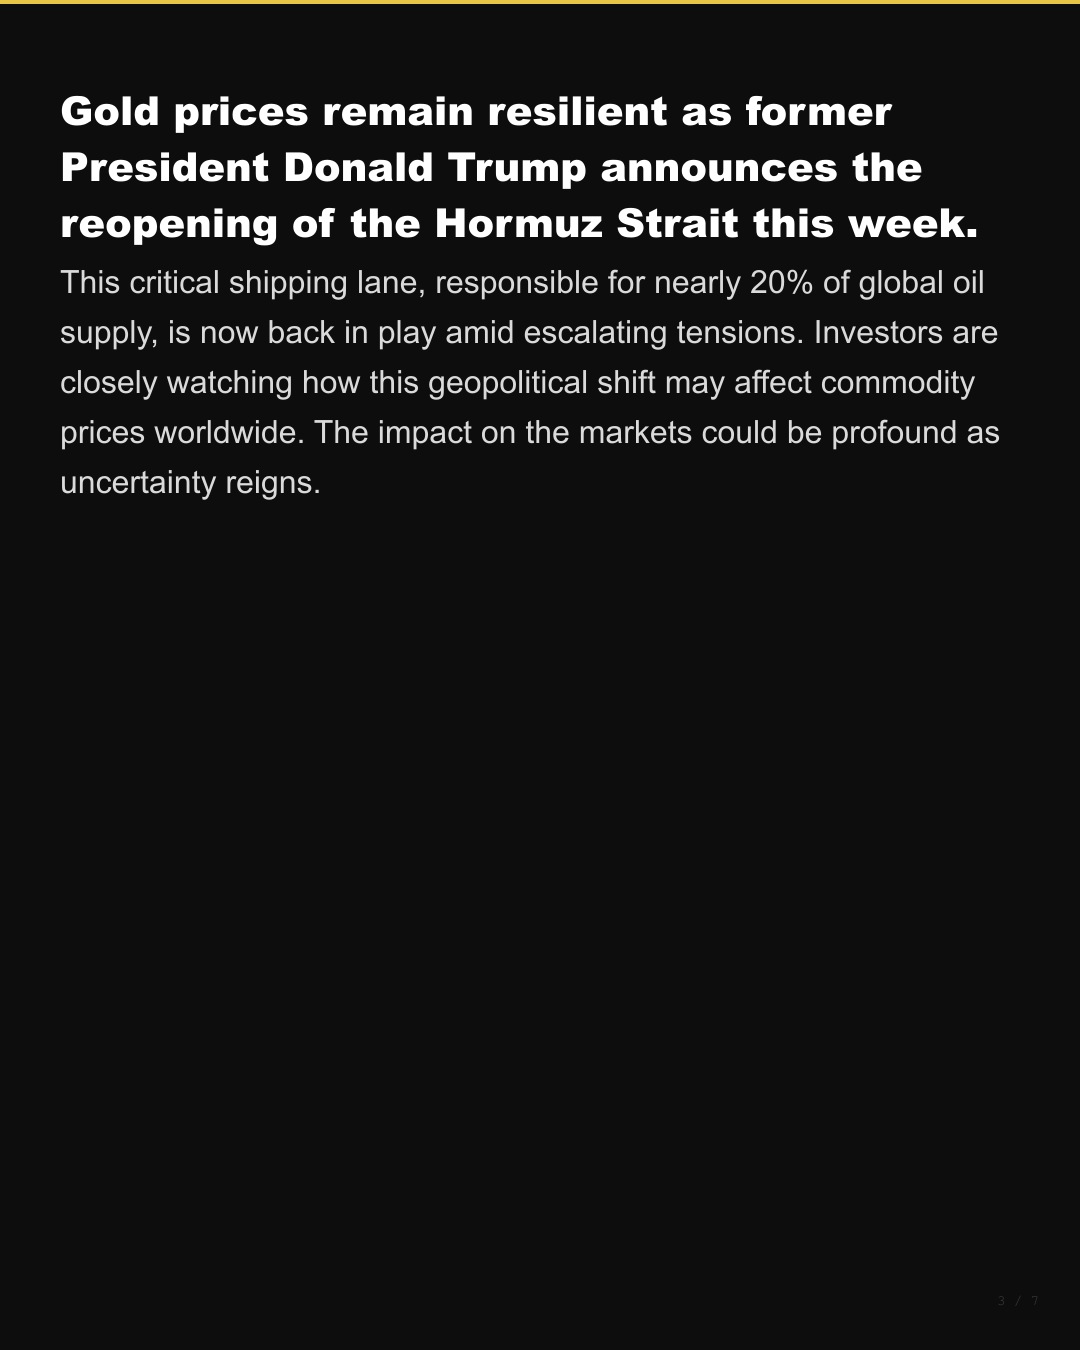 Gold prices remain resilient as former
President Donald Trump announces the
reopening of the Hormuz Strait this week.
This critical shipping lane, responsible for nearly 20% of global oil
supply, is now back in play amid escalating tensions. Investors are
closely watching how this geopolitical shift may affect commodity
prices worldwide. The impact on the markets could be profound as
uncertainty reigns.
3 / 7